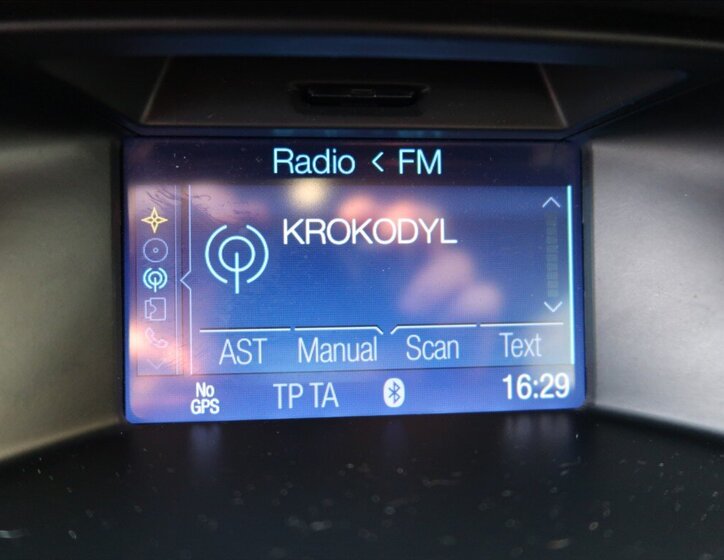 Radio < FM
KROKODYL
AST Manual Scan Text
No GPS TP TA 16:29